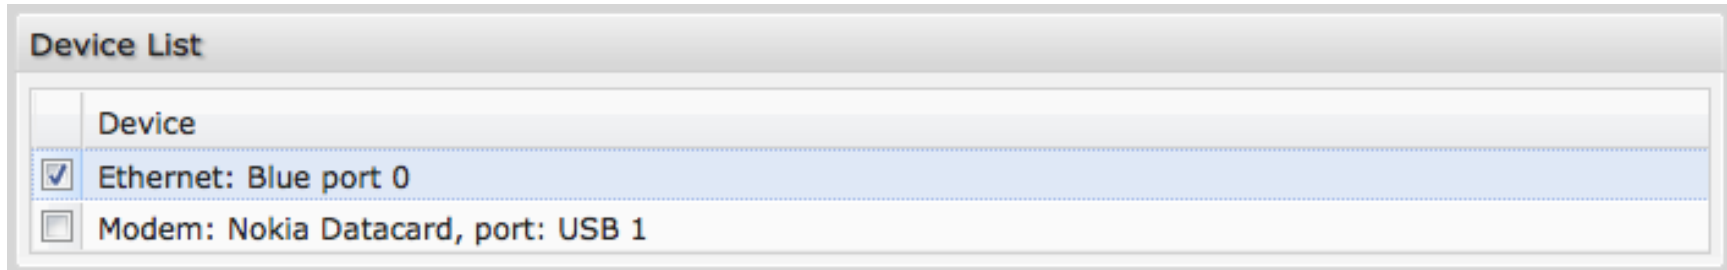 Device List
Device
Ethernet: Blue port 0
Modem: Nokia Datacard, port: USB 1